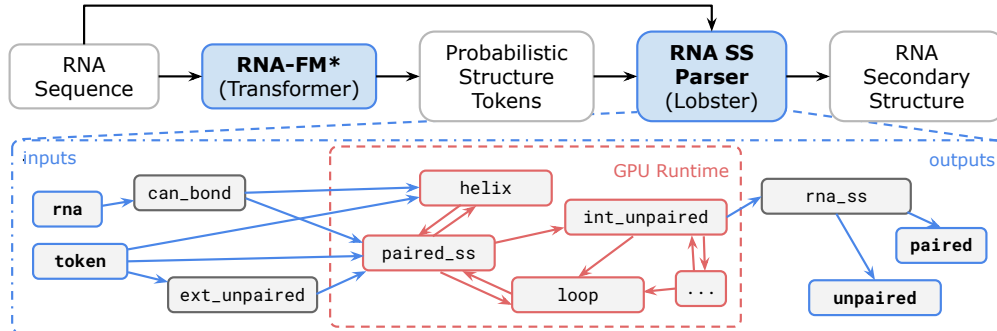 RNA
Sequence
RNA-FM*
(Transformer)
Probabilistic
Structure
Tokens
RNA SS
Parser
(Lobster)
RNA
Secondary
Structure
inputs
GPU Runtime
outputs
rna
can_bond
helix
int_unpaired
rna_ss
token
paired_ss
paired
ext_unpaired
loop
...
unpaired